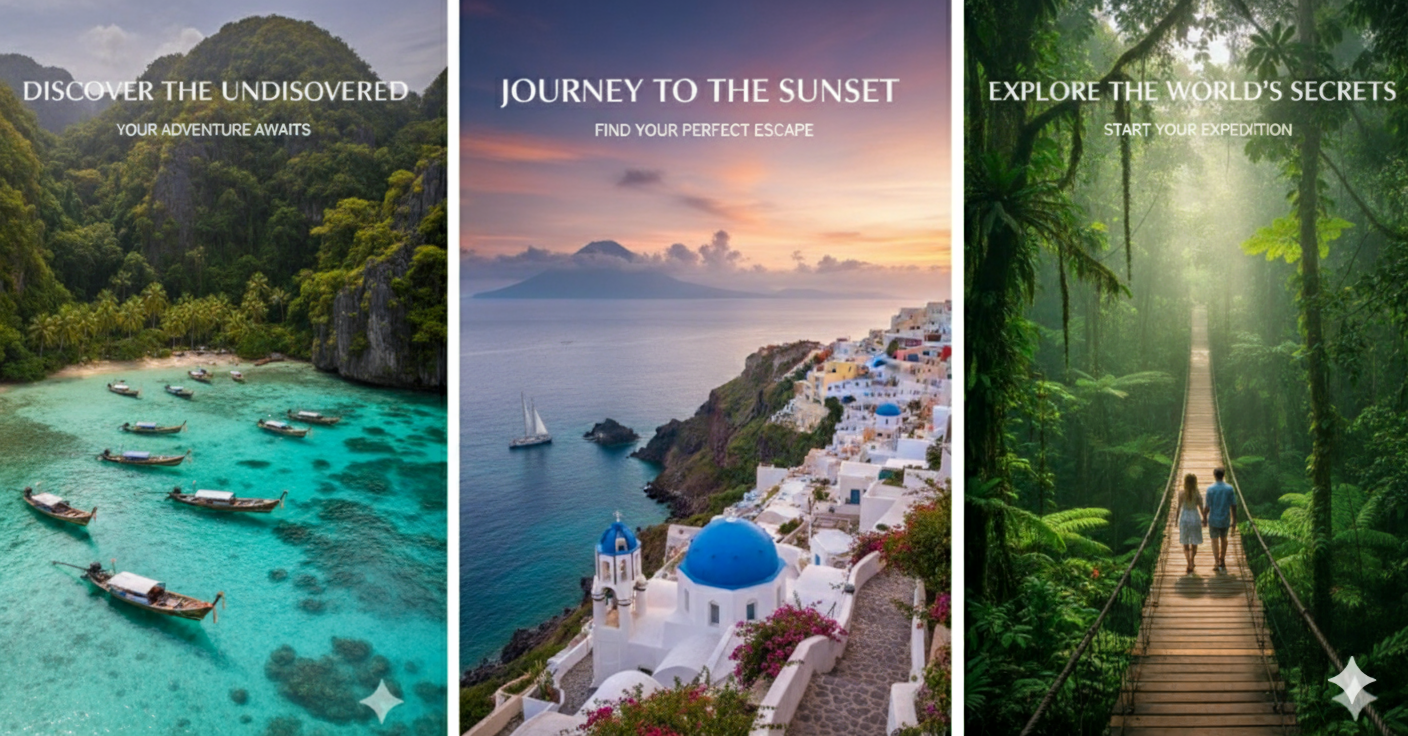 DISCOVER THE UNDISOVERED
YOUR ADVENTURE AWAITS
JOURNEY TO THE SUNSET
FIND YOUR PERFECT ESCAPE
EXPLORE THE WORLD'S SECRETS
START YOUR EXPEDITION